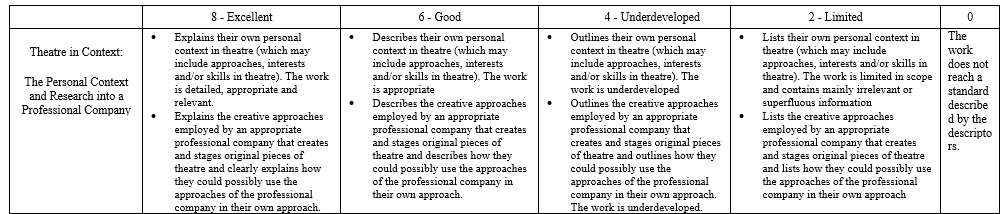 8 - Excellent
6 - Good
4 - Underdeveloped
2 - Limited
0
Theatre in Context:
The Personal Context
and Research into a
Professional Company
• Explains their own personal
context in theatre (which may
include approaches, interests
and/or skills in theatre). The work
is detailed, appropriate and
relevant.
• Explains the creative approaches
employed by an appropriate
professional company that creates
and stages original pieces of
theatre and clearly explains how
they could possibly use the
approaches of the professional
company in their own approach.
• Describes their own personal
context in theatre (which may
include approaches, interests
and/or skills in theatre). The work
is appropriate
• Describes the creative approaches
employed by an appropriate
professional company that creates
and stages original pieces of
theatre and describes how they
could possibly use the approaches
of the professional company in
their own approach.
• Outlines their own personal
context in theatre (which may
include approaches, interests
and/or skills in theatre). The
work is underdeveloped
• Outlines the creative approaches
employed by an appropriate
professional company that
creates and stages original pieces
of theatre and outlines how they
could possibly use the
approaches of the professional
company in their own approach.
The work is underdeveloped.
• Lists their own personal context in
theatre (which may include
approaches, interests and/or skills in
theatre). The work is limited in scope
and contains mainly irrelevant or
superfluous information
• Lists the creative approaches
employed by an appropriate
professional company that creates
and stages original pieces of theatre
and lists how they could possibly use
the approaches of the professional
company in their own approach
The
work
does not
reach a
standard
describe
d by the
descripto
rs.